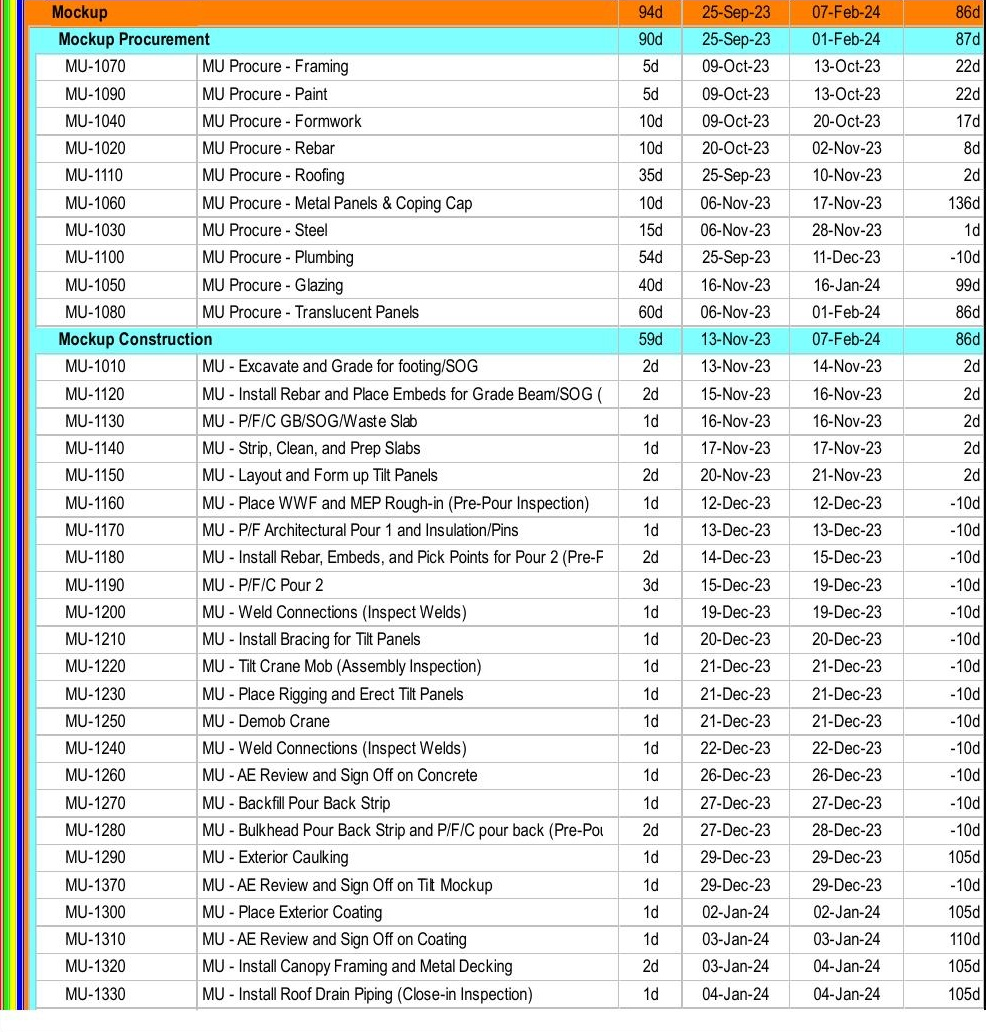 Mockup 94d 25-Sep-23 07-Feb-24 86d
Mockup Procurement 90d 25-Sep-23 01-Feb-24 87d
MU-1070 MU Procure - Framing 5d 09-Oct-23 13-Oct-23 22d
MU-1090 MU Procure - Paint 5d 09-Oct-23 13-Oct-23 22d
MU-1040 MU Procure - Formwork 10d 09-Oct-23 20-Oct-23 17d
MU-1020 MU Procure - Rebar 10d 20-Oct-23 02-Nov-23 8d
MU-1110 MU Procure - Roofing 35d 25-Sep-23 10-Nov-23 2d
MU-1060 MU Procure - Metal Panels & Coping Cap 10d 06-Nov-23 17-Nov-23 136d
MU-1030 MU Procure - Steel 15d 06-Nov-23 28-Nov-23 1d
MU-1100 MU Procure - Plumbing 54d 25-Sep-23 11-Dec-23 -10d
MU-1050 MU Procure - Glazing 40d 16-Nov-23 16-Jan-24 99d
MU-1080 MU Procure - Translucent Panels 60d 06-Nov-23 01-Feb-24 86d
Mockup Construction 59d 13-Nov-23 07-Feb-24 86d
MU-1010 MU - Excavate and Grade for footing/SOG 2d 13-Nov-23 14-Nov-23 2d
MU-1120 MU - Install Rebar and Place Embeds for Grade Beam/SOG ( 2d 15-Nov-23 16-Nov-23 2d
MU-1130 MU - P/F/C GB/SOG/Waste Slab 1d 16-Nov-23 16-Nov-23 2d
MU-1140 MU - Strip, Clean, and Prep Slabs 1d 17-Nov-23 17-Nov-23 2d
MU-1150 MU - Layout and Form up Tilt Panels 2d 20-Nov-23 21-Nov-23 2d
MU-1160 MU - Place WWF and MEP Rough-in (Pre-Pour Inspection) 1d 12-Dec-23 12-Dec-23 -10d
MU-1170 MU - P/F Architectural Pour 1 and Insulation/Pins 1d 13-Dec-23 13-Dec-23 -10d
MU-1180 MU - Install Rebar, Embeds, and Pick Points for Pour 2 (Pre-P 2d 14-Dec-23 15-Dec-23 -10d
MU-1190 MU - P/F/C Pour 2 3d 15-Dec-23 19-Dec-23 -10d
MU-1200 MU - Weld Connections (Inspect Welds) 1d 19-Dec-23 19-Dec-23 -10d
MU-1210 MU - Install Bracing for Tilt Panels 1d 20-Dec-23 20-Dec-23 -10d
MU-1220 MU - Tilt Crane Mob (Assembly Inspection) 1d 21-Dec-23 21-Dec-23 -10d
MU-1230 MU - Place Rigging and Erect Tilt Panels 1d 21-Dec-23 21-Dec-23 -10d
MU-1250 MU - Demob Crane 1d 21-Dec-23 21-Dec-23 -10d
MU-1240 MU - Weld Connections (Inspect Welds) 1d 22-Dec-23 22-Dec-23 -10d
MU-1260 MU - AE Review and Sign Off on Concrete 1d 26-Dec-23 26-Dec-23 -10d
MU-1270 MU - Backfill Pour Back Strip 1d 27-Dec-23 27-Dec-23 -10d
MU-1280 MU - Bulkhead Pour Back Strip and P/F/C pour back (Pre-Pou 2d 27-Dec-23 28-Dec-23 -10d
MU-1290 MU - Exterior Caulking 1d 29-Dec-23 29-Dec-23 105d
MU-1370 MU - AE Review and Sign Off on Tilt Mockup 1d 29-Dec-23 29-Dec-23 -10d
MU-1300 MU - Place Exterior Coating 1d 02-Jan-24 02-Jan-24 105d
MU-1310 MU - AE Review and Sign Off on Coating 1d 03-Jan-24 03-Jan-24 110d
MU-1320 MU - Install Canopy Framing and Metal Decking 2d 03-Jan-24 04-Jan-24 105d
MU-1330 MU - Install Roof Drain Piping (Close-in Inspection) 1d 04-Jan-24 04-Jan-24 105d